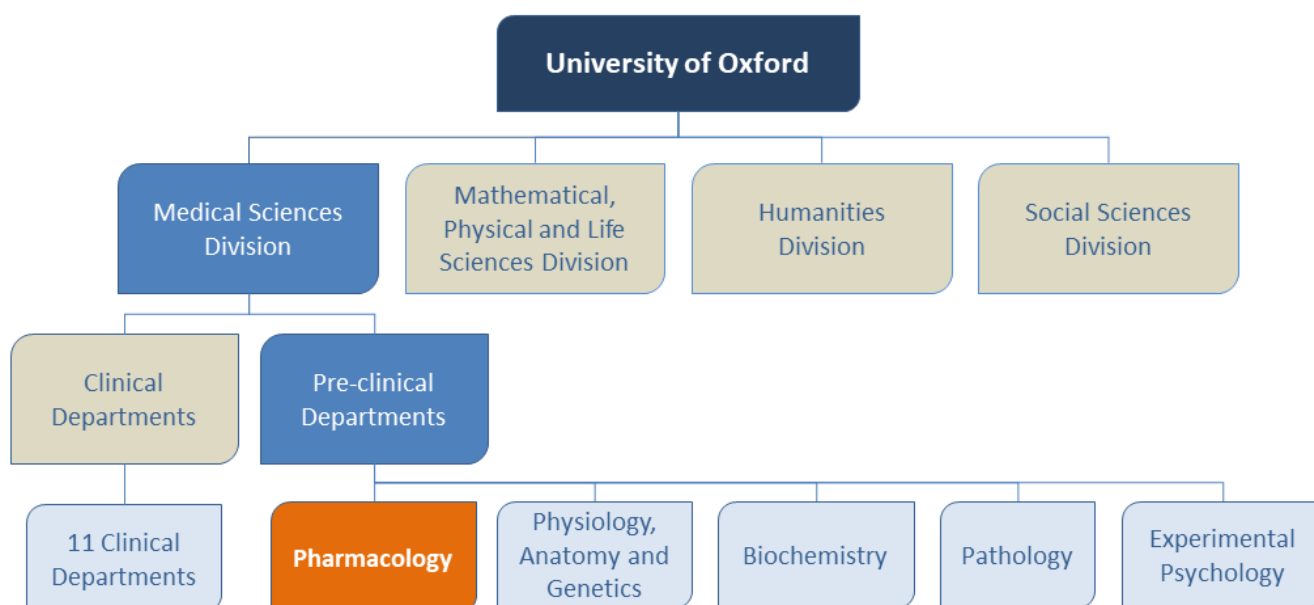 University of Oxford
Medical Sciences
Division
Mathematical,
Physical and Life
Sciences Division
Humanities
Division
Social Sciences
Division
Clinical
Departments
Pre-clinical
Departments
11 Clinical
Departments
Pharmacology
Physiology,
Anatomy and
Genetics
Biochemistry
Pathology
Experimental
Psychology